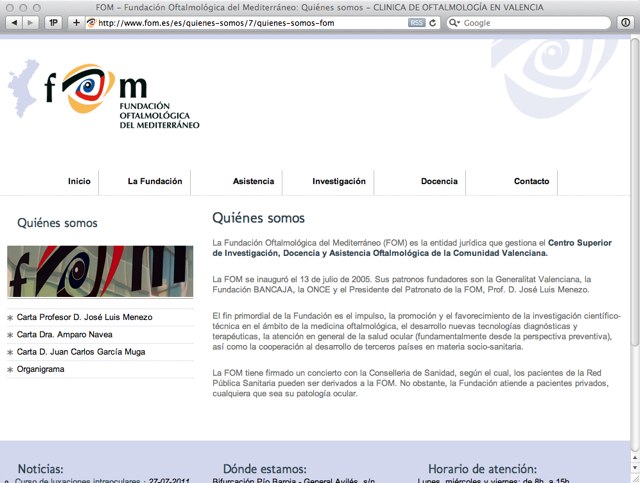 FOM – Fundación Oftalmológica del Mediterráneo: Quiénes somos – CLINICA DE OFTALMOLOGÍA EN VALENCIA
1P
http://www.fom.es/es/quienes-somos/7/quienes-somos-fom
RSS
Google
fom
FUNDACIÓN
OFTALMOLÓGICA
DEL MEDITERRÁNEO
Inicio La Fundación Asistencia Investigación Docencia Contacto
Quiénes somos
Carta Profesor D. José Luis Menezo
Carta Dra. Amparo Navea
Carta D. Juan Carlos García Muga
Organigrama
Quiénes somos
La Fundación Oftalmológica del Mediterráneo (FOM) es la entidad jurídica que gestiona el Centro Superior
de Investigación, Docencia y Asistencia Oftalmológica de la Comunidad Valenciana.
La FOM se inauguró el 13 de julio de 2005. Sus patronos fundadores son la Generalitat Valenciana, la
Fundación BANCAJA, la ONCE y el Presidente del Patronato de la FOM, Prof. D. José Luis Menezo.
El fin primordial de la Fundación es el impulso, la promoción y el favorecimiento de la investigación científico-
técnica en el ámbito de la medicina oftalmológica, el desarrollo nuevas tecnologías diagnósticas y
terapéuticas, la atención en general de la salud ocular (fundamentalmente desde la perspectiva preventiva),
así como la cooperación al desarrollo de terceros países en materia socio-sanitaria.
La FOM tiene firmado un concierto con la Conselleria de Sanidad, según el cual, los pacientes de la Red
Pública Sanitaria pueden ser derivados a la FOM. No obstante, la Fundación atiende a pacientes privados,
cualquiera que sea su patología ocular.
Noticias:
Curso de luxaciones intraoculares : 27-07-2011
Dónde estamos:
Bifurcación Pío Baroja - General Avilés, s/n
Horario de atención:
Lunes, miércoles y viernes: de 8h. a 15h.